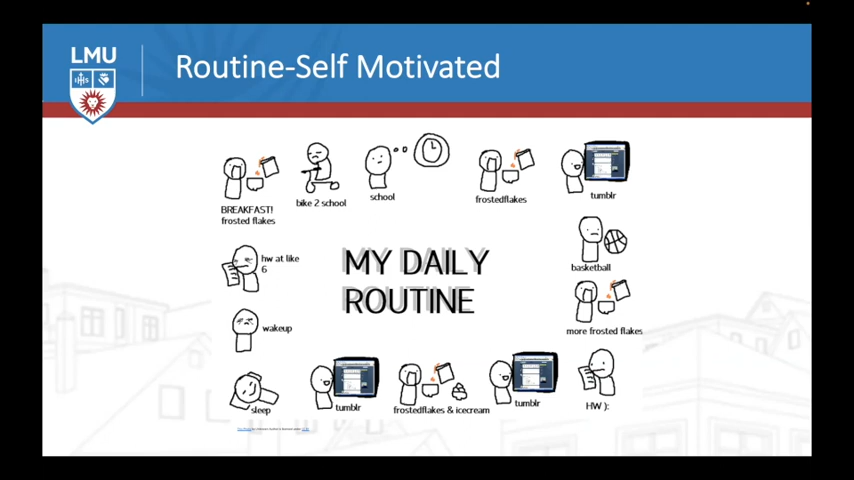 LMU
Routine-Self Motivated
IHS
BREAKFAST!
frosted flakes
bike 2 school
school
frostedflakes
tumblr
hw at like
6
MY DAILY
ROUTINE
basketball
wakeup
more frosted flakes
sleep
tumblr
frostedflakes & icecream
tumblr
HW ):